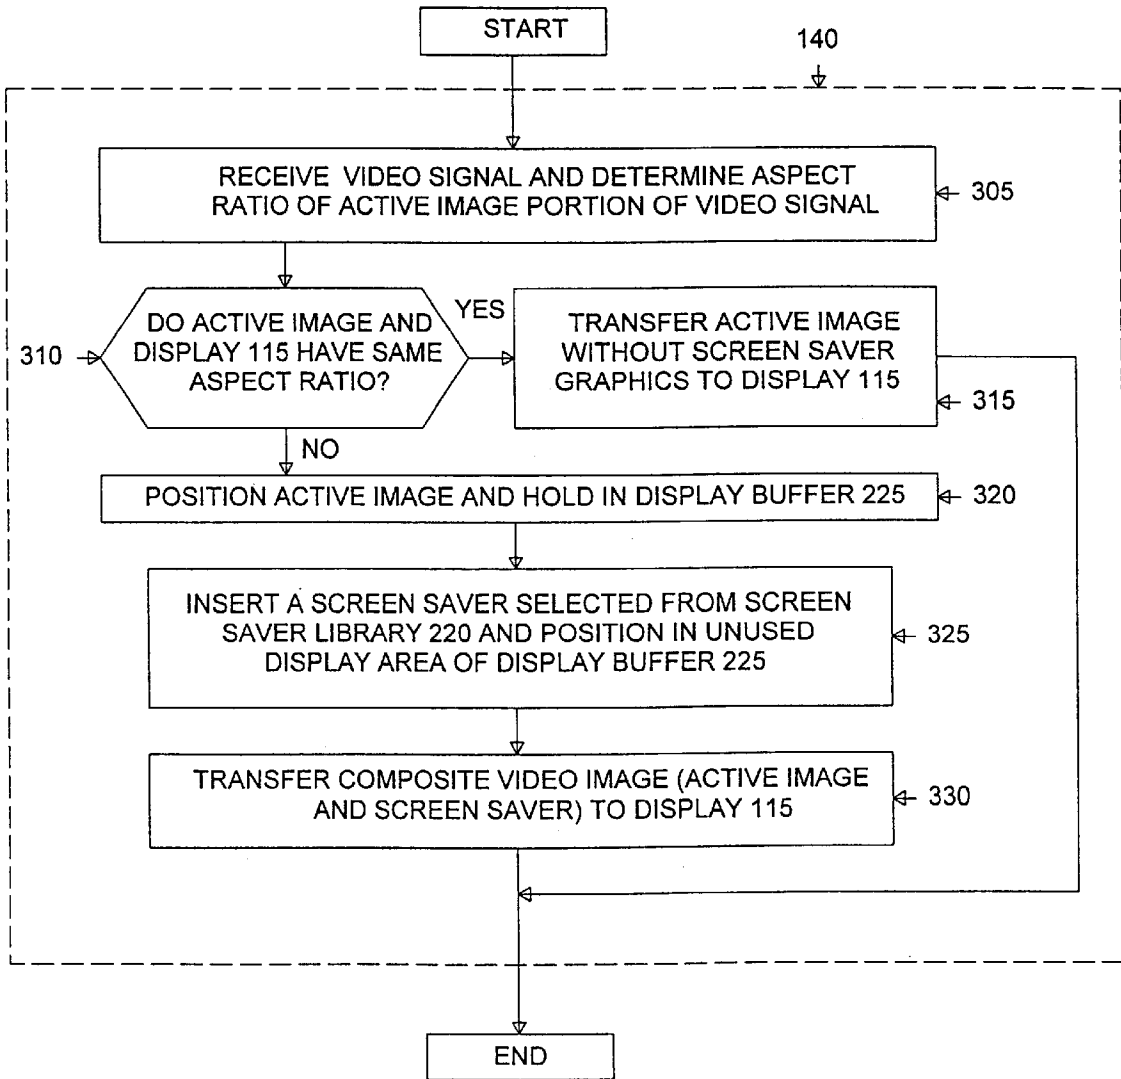 START
140
RECEIVE VIDEO SIGNAL AND DETERMINE ASPECT
RATIO OF ACTIVE IMAGE PORTION OF VIDEO SIGNAL
305
DO ACTIVE IMAGE AND
DISPLAY 115 HAVE SAME
ASPECT RATIO?
310
YES
TRANSFER ACTIVE IMAGE
WITHOUT SCREEN SAVER
GRAPHICS TO DISPLAY 115
315
NO
POSITION ACTIVE IMAGE AND HOLD IN DISPLAY BUFFER 225
320
INSERT A SCREEN SAVER SELECTED FROM SCREEN
SAVER LIBRARY 220 AND POSITION IN UNUSED
DISPLAY AREA OF DISPLAY BUFFER 225
325
TRANSFER COMPOSITE VIDEO IMAGE (ACTIVE IMAGE
AND SCREEN SAVER) TO DISPLAY 115
330
END